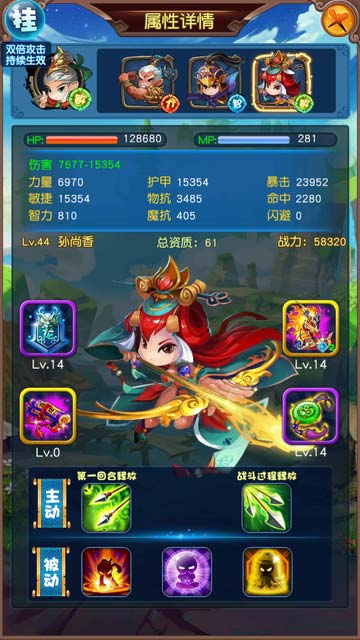 挂
属性详情
双倍攻击
持续生效
敏
力
智
敏
HP: 128680
MP: 281
伤害 7677-15354
力量 6970 护甲 15354 暴击 23952
敏捷 15354 物抗 3485 命中 2280
智力 810 魔抗 405 闪避 0
Lv.44 孙尚香 总资质: 61 战力: 58320
Lv.14
2
Lv.14
Lv.0
Lv.14
主动
第一回合释放
战斗过程释放
被动